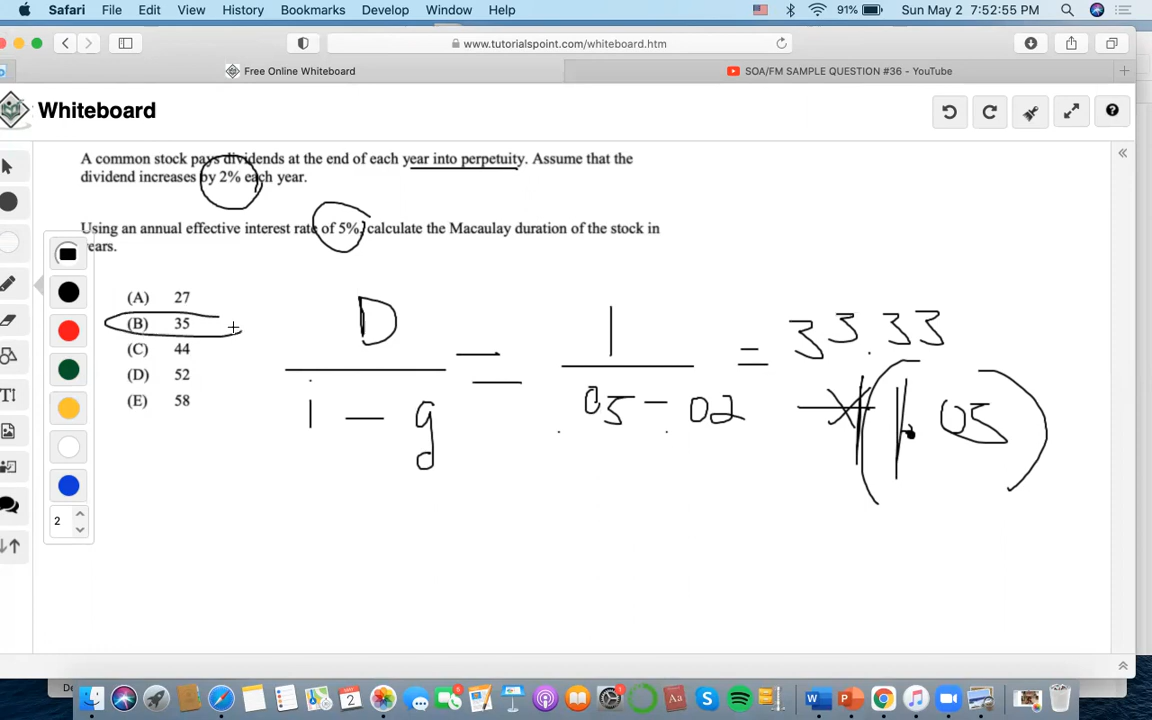 Safari File Edit View History Bookmarks Develop Window Help 91% Sun May 2 7:52:55 PM
www.tutorialspoint.com/whiteboard.htm
Free Online Whiteboard SOA/FM SAMPLE QUESTION #36 - YouTube
Whiteboard
A common stock pays dividends at the end of each year into perpetuity. Assume that the
dividend increases by 2% each year.
Using an annual effective interest rate of 5%, calculate the Macaulay duration of the stock in
ears.
(A) 27
(B) 35
(C) 44
(D) 52
(E) 58
D
i - g
=
1
.05 - .02
= 33.33
(1.05)
2
De